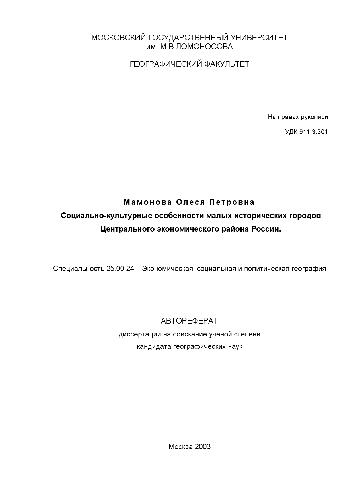 МОСКОВСКИЙ ГОСУДАРСТВЕННЫЙ УНИВЕРСИТЕТ
им. М.В.ЛОМОНОСОВА
ГЕОГРАФИЧЕСКИЙ ФАКУЛЬТЕТ
На правах рукописи
УДК 911.3:301
Мамонова Олеся Петровна
Социально-культурные особенности малых исторических городов
Центрального экономического района России.
Специальность 25.00.24 – Экономическая, социальная и политическая география
АВТОРЕФЕРАТ
диссертации на соискание ученой степени
кандидата географических наук
Москва 2003